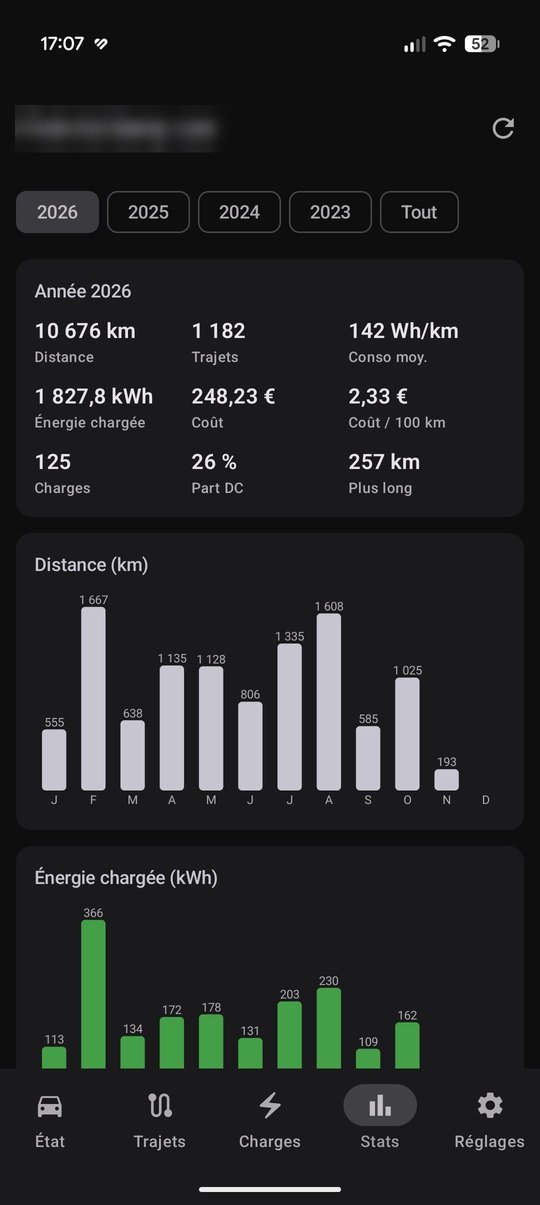 17:07 52
2026 2025 2024 2023 Tout
Année 2026
10 676 km 1 182 142 Wh/km
Distance Trajets Conso moy.
1 827,8 kWh 248,23 € 2,33 €
Énergie chargée Coût Coût / 100 km
125 26 % 257 km
Charges Part DC Plus long
Distance (km)
1 667
1 608
1 335
1 135 1 128
1 025
806
638
585
555
193
J F M A M J J A S O N D
Énergie chargée (kWh)
366
230
203
178
172
162
134
131
113
109
État Trajets Charges Stats Réglages